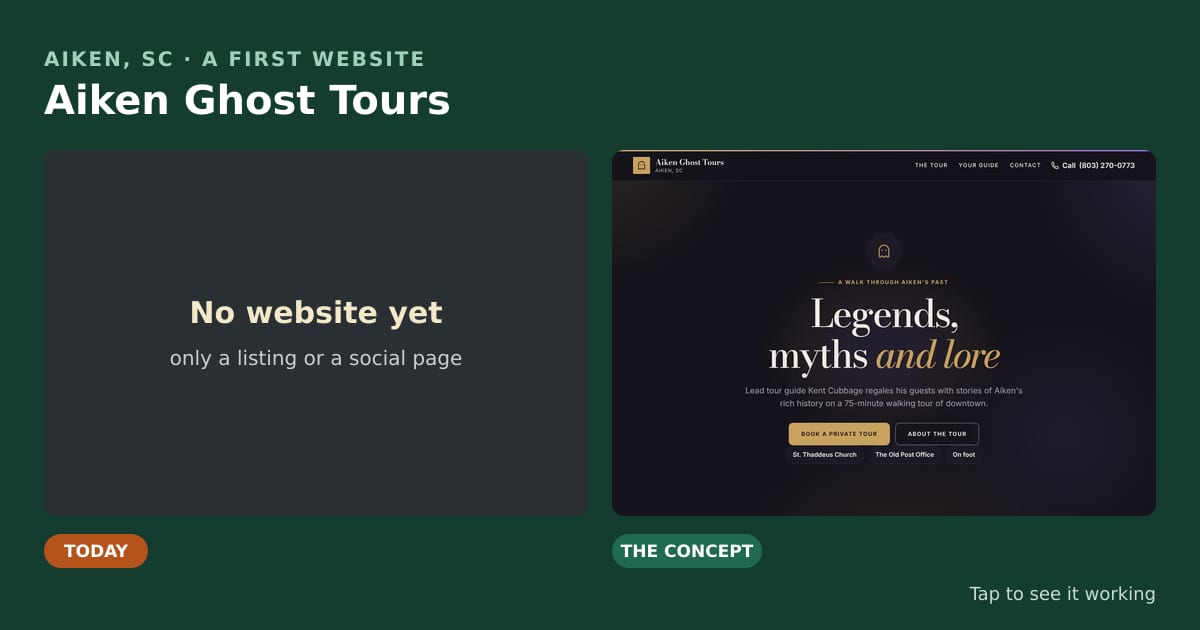 AIKEN, SC · A FIRST WEBSITE
Aiken Ghost Tours
No website yet
only a listing or a social page
TODAY
Aiken Ghost Tours
AIKEN, SC
THE TOUR
YOUR GUIDE
CONTACT
Call (803) 270-0773
A WALK THROUGH AIKEN'S PAST
Legends,
myths and lore
Lead tour guide Kent Cubbage regales his guests with stories of Aiken's
rich history on a 75-minute walking tour of downtown.
BOOK A PRIVATE TOUR
ABOUT THE TOUR
St. Thaddeus Church
The Old Post Office
On foot
THE CONCEPT
Tap to see it working